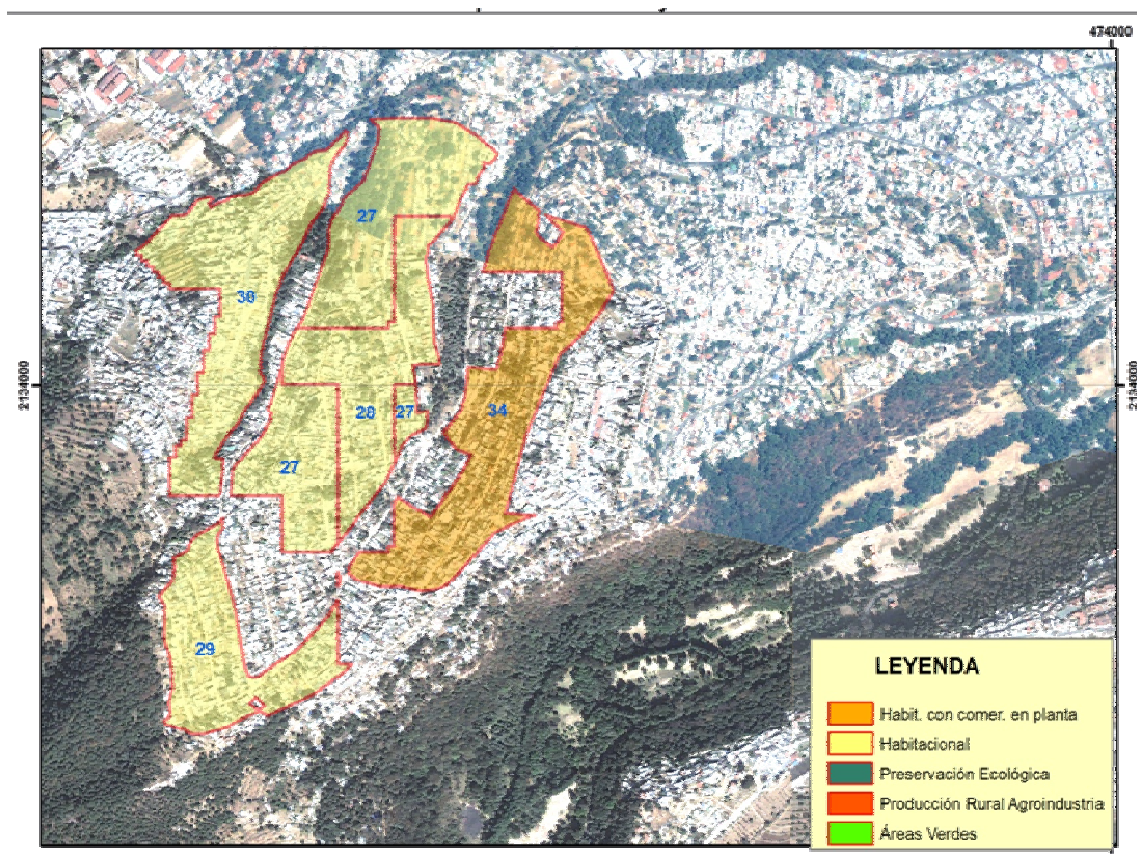 474000
27
30
2134000
2134000
28
27
34
27
29
LEYENDA
Habit. con comer. en planta
Habitacional
Preservación Ecológica
Producción Rural Agroindustria
Áreas Verdes